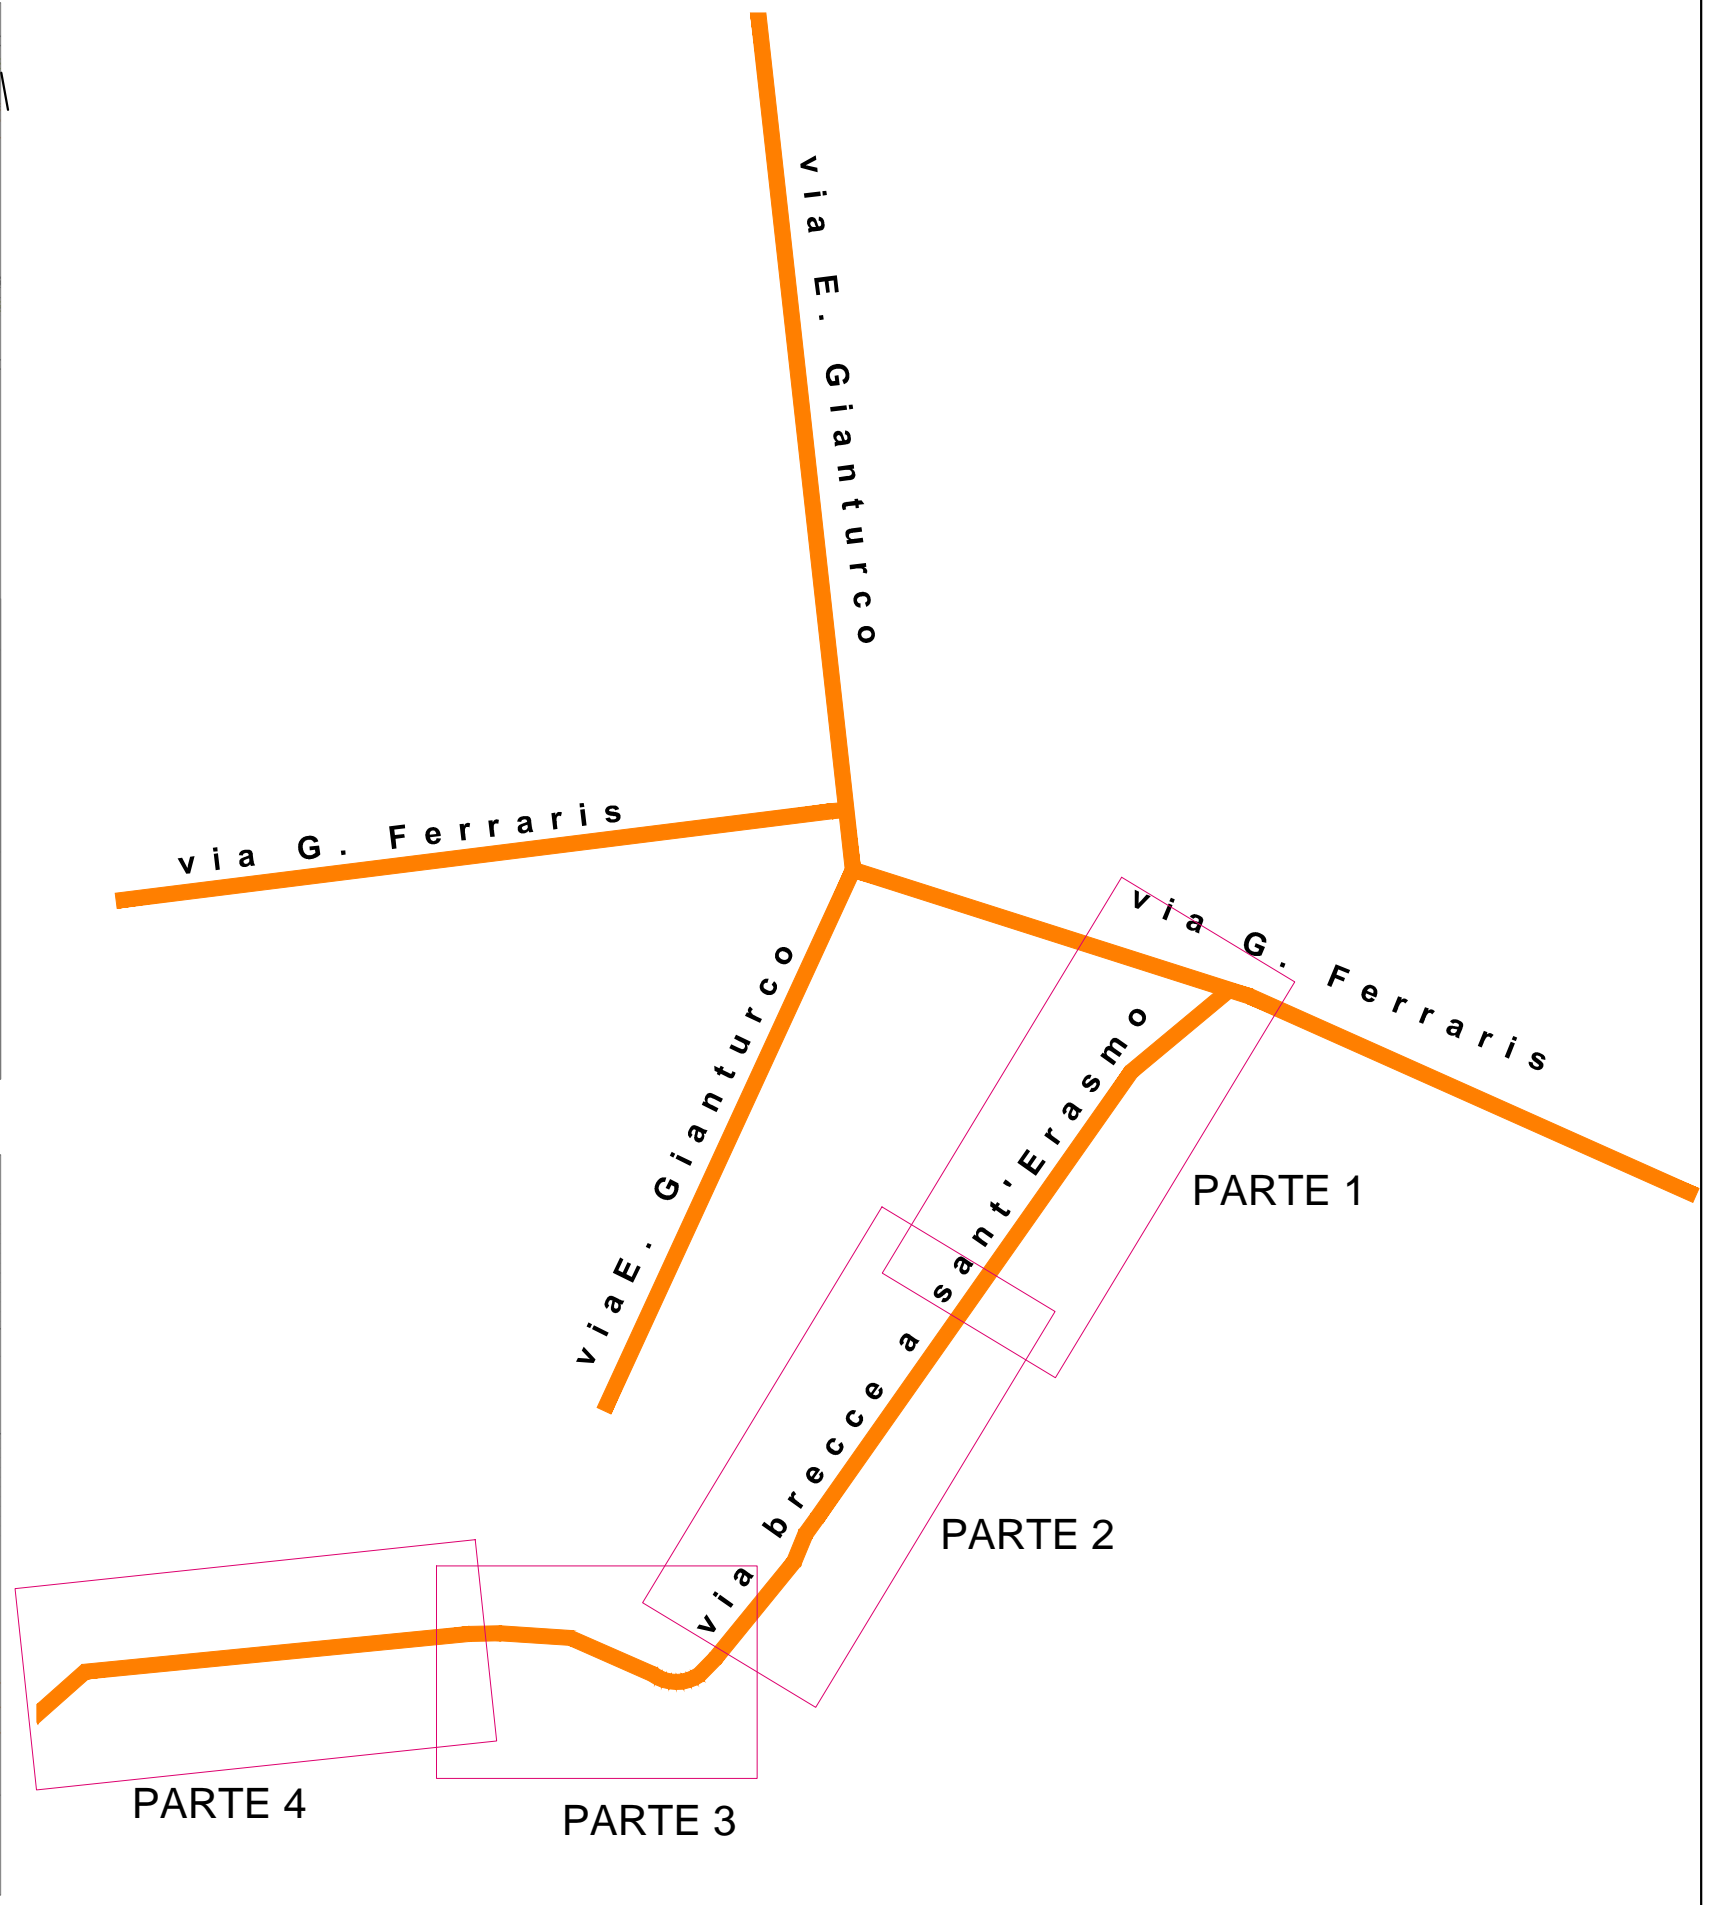 via E. Gianturco
via G. Ferraris
via G. Ferraris
viaE. Gianturco
via brecce a sant'Erasmo
PARTE 1
PARTE 2
PARTE 4
PARTE 3